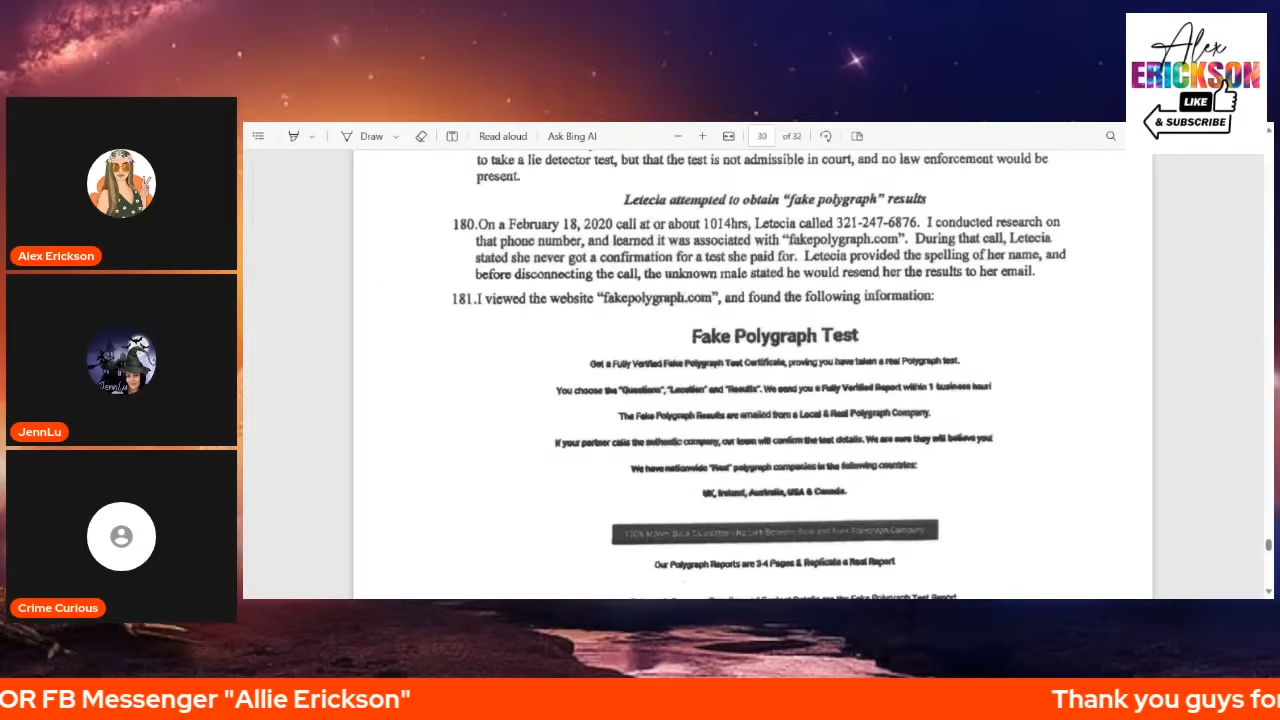 Alex
ERICKSON
LIKE
& SUBSCRIBE
Draw
Read aloud
Ask Bing AI
30
of 32
to take a lie detector test, but that the test is not admissible in court, and no law enforcement would be
present.
Letecia attempted to obtain “fake polygraph” results
180.On a February 18, 2020 call at or about 1014hrs, Letecia called 321-247-6876. I conducted research on
that phone number, and learned it was associated with “fakepolygraph.com”. During that call, Letecia
stated she never got a confirmation for a test she paid for. Letecia provided the spelling of her name, and
before disconnecting the call, the unknown male stated he would resend her the results to her email.
181.I viewed the website “fakepolygraph.com”, and found the following information:
Fake Polygraph Test
Get a Fully Verified Fake Polygraph Test Certificate, proving you have taken a real Polygraph test.
You choose the "Questions", "Location" and "Results". We send you a Fully Verified Report within 1 business hour!
The Fake Polygraph Results are emailed from a Local & Real Polygraph Company.
If your partner calls the authentic company, our team will confirm the test details. We are sure they will believe you!
We have nationwide "Real" polygraph companies in the following countries:
UK, Ireland, Australia, USA & Canada.
Our Polygraph Reports are 3-4 Pages & Replicate a Real Report
Alex Erickson
JennLu
JennLu
Crime Curious
OR FB Messenger "Allie Erickson"
Thank you guys for